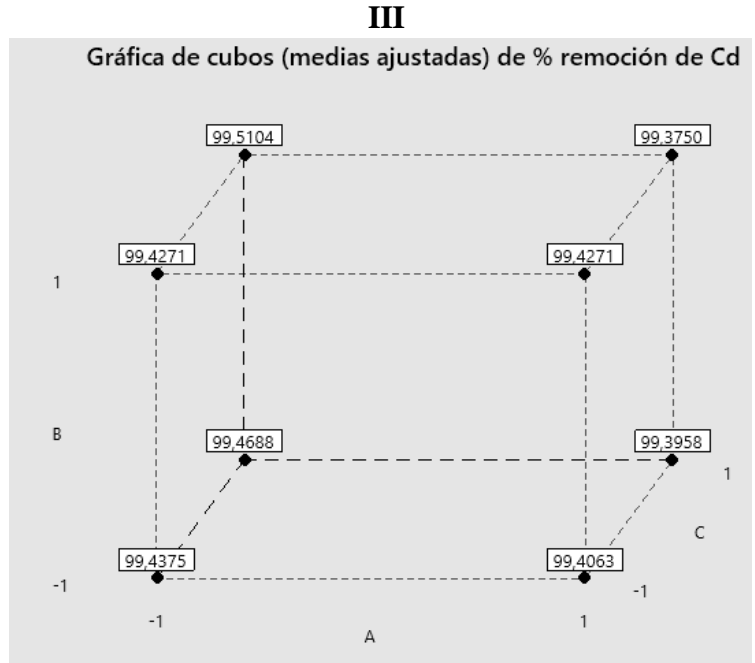 III
Gráfica de cubos (medias ajustadas) de % remoción de Cd
99,5104 99,3750
99,4271 99,4271
1
B
99,4688 99,3958
1
C
99,4375 99,4063
-1 -1
-1 1
A